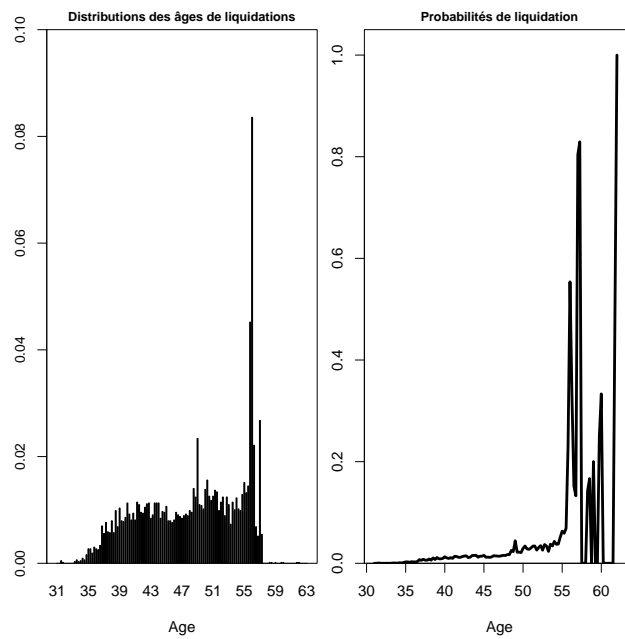 Distributions des âges de liquidations
Probabilités de liquidation
0.10
0.08
0.06
0.04
0.02
0.00
31 35 39 43 47 51 55 59 63
Age
1.0
0.8
0.6
0.4
0.2
0.0
30 35 40 45 50 55 60
Age